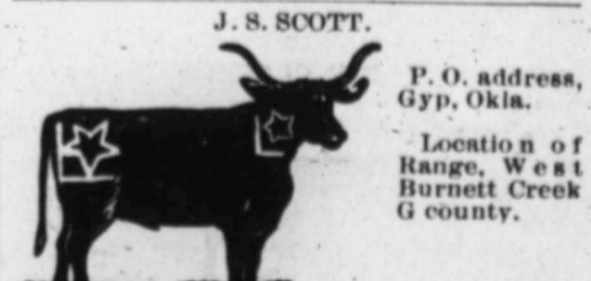 J. S. SCOTT.
P. O. address,
Gyp, Okla.
Location of
Range, West
Burnett Creek
G county.